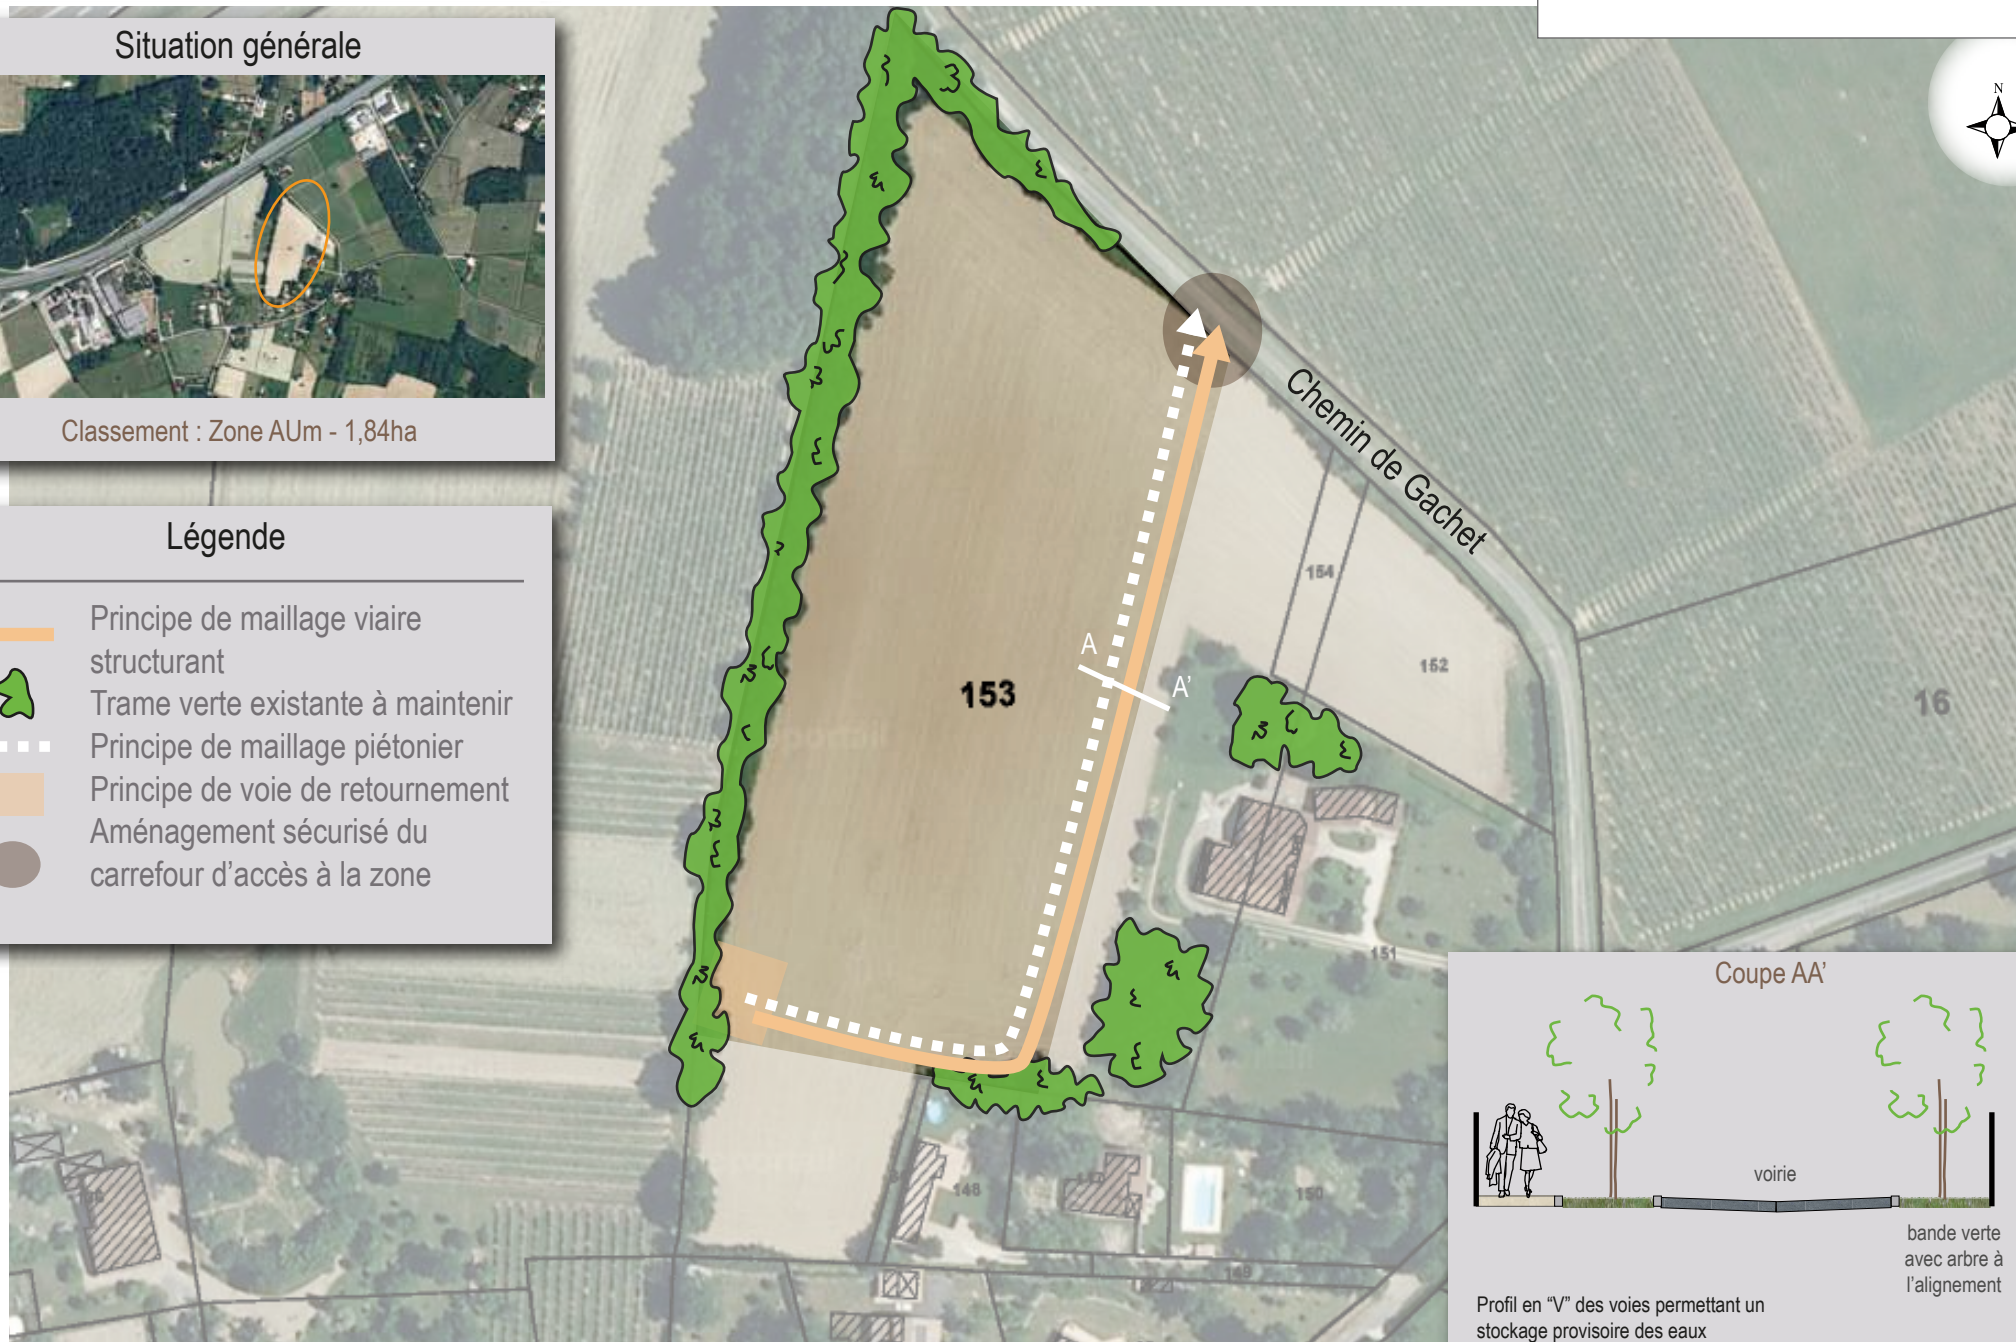 Situation générale
Classement : Zone AUm - 1,84ha
Légende
Principe de maillage viaire
structurant
Trame verte existante à maintenir
Principe de maillage piétonier
Principe de voie de retournement
Aménagement sécurisé du
carrefour d'accès à la zone
N
Chemin de Gachet
154
152
16
A
A'
153
151
148
150
Coupe AA'
voirie
bande verte
avec arbre à
l'alignement
Profil en “V” des voies permettant un
stockage provisoire des eaux